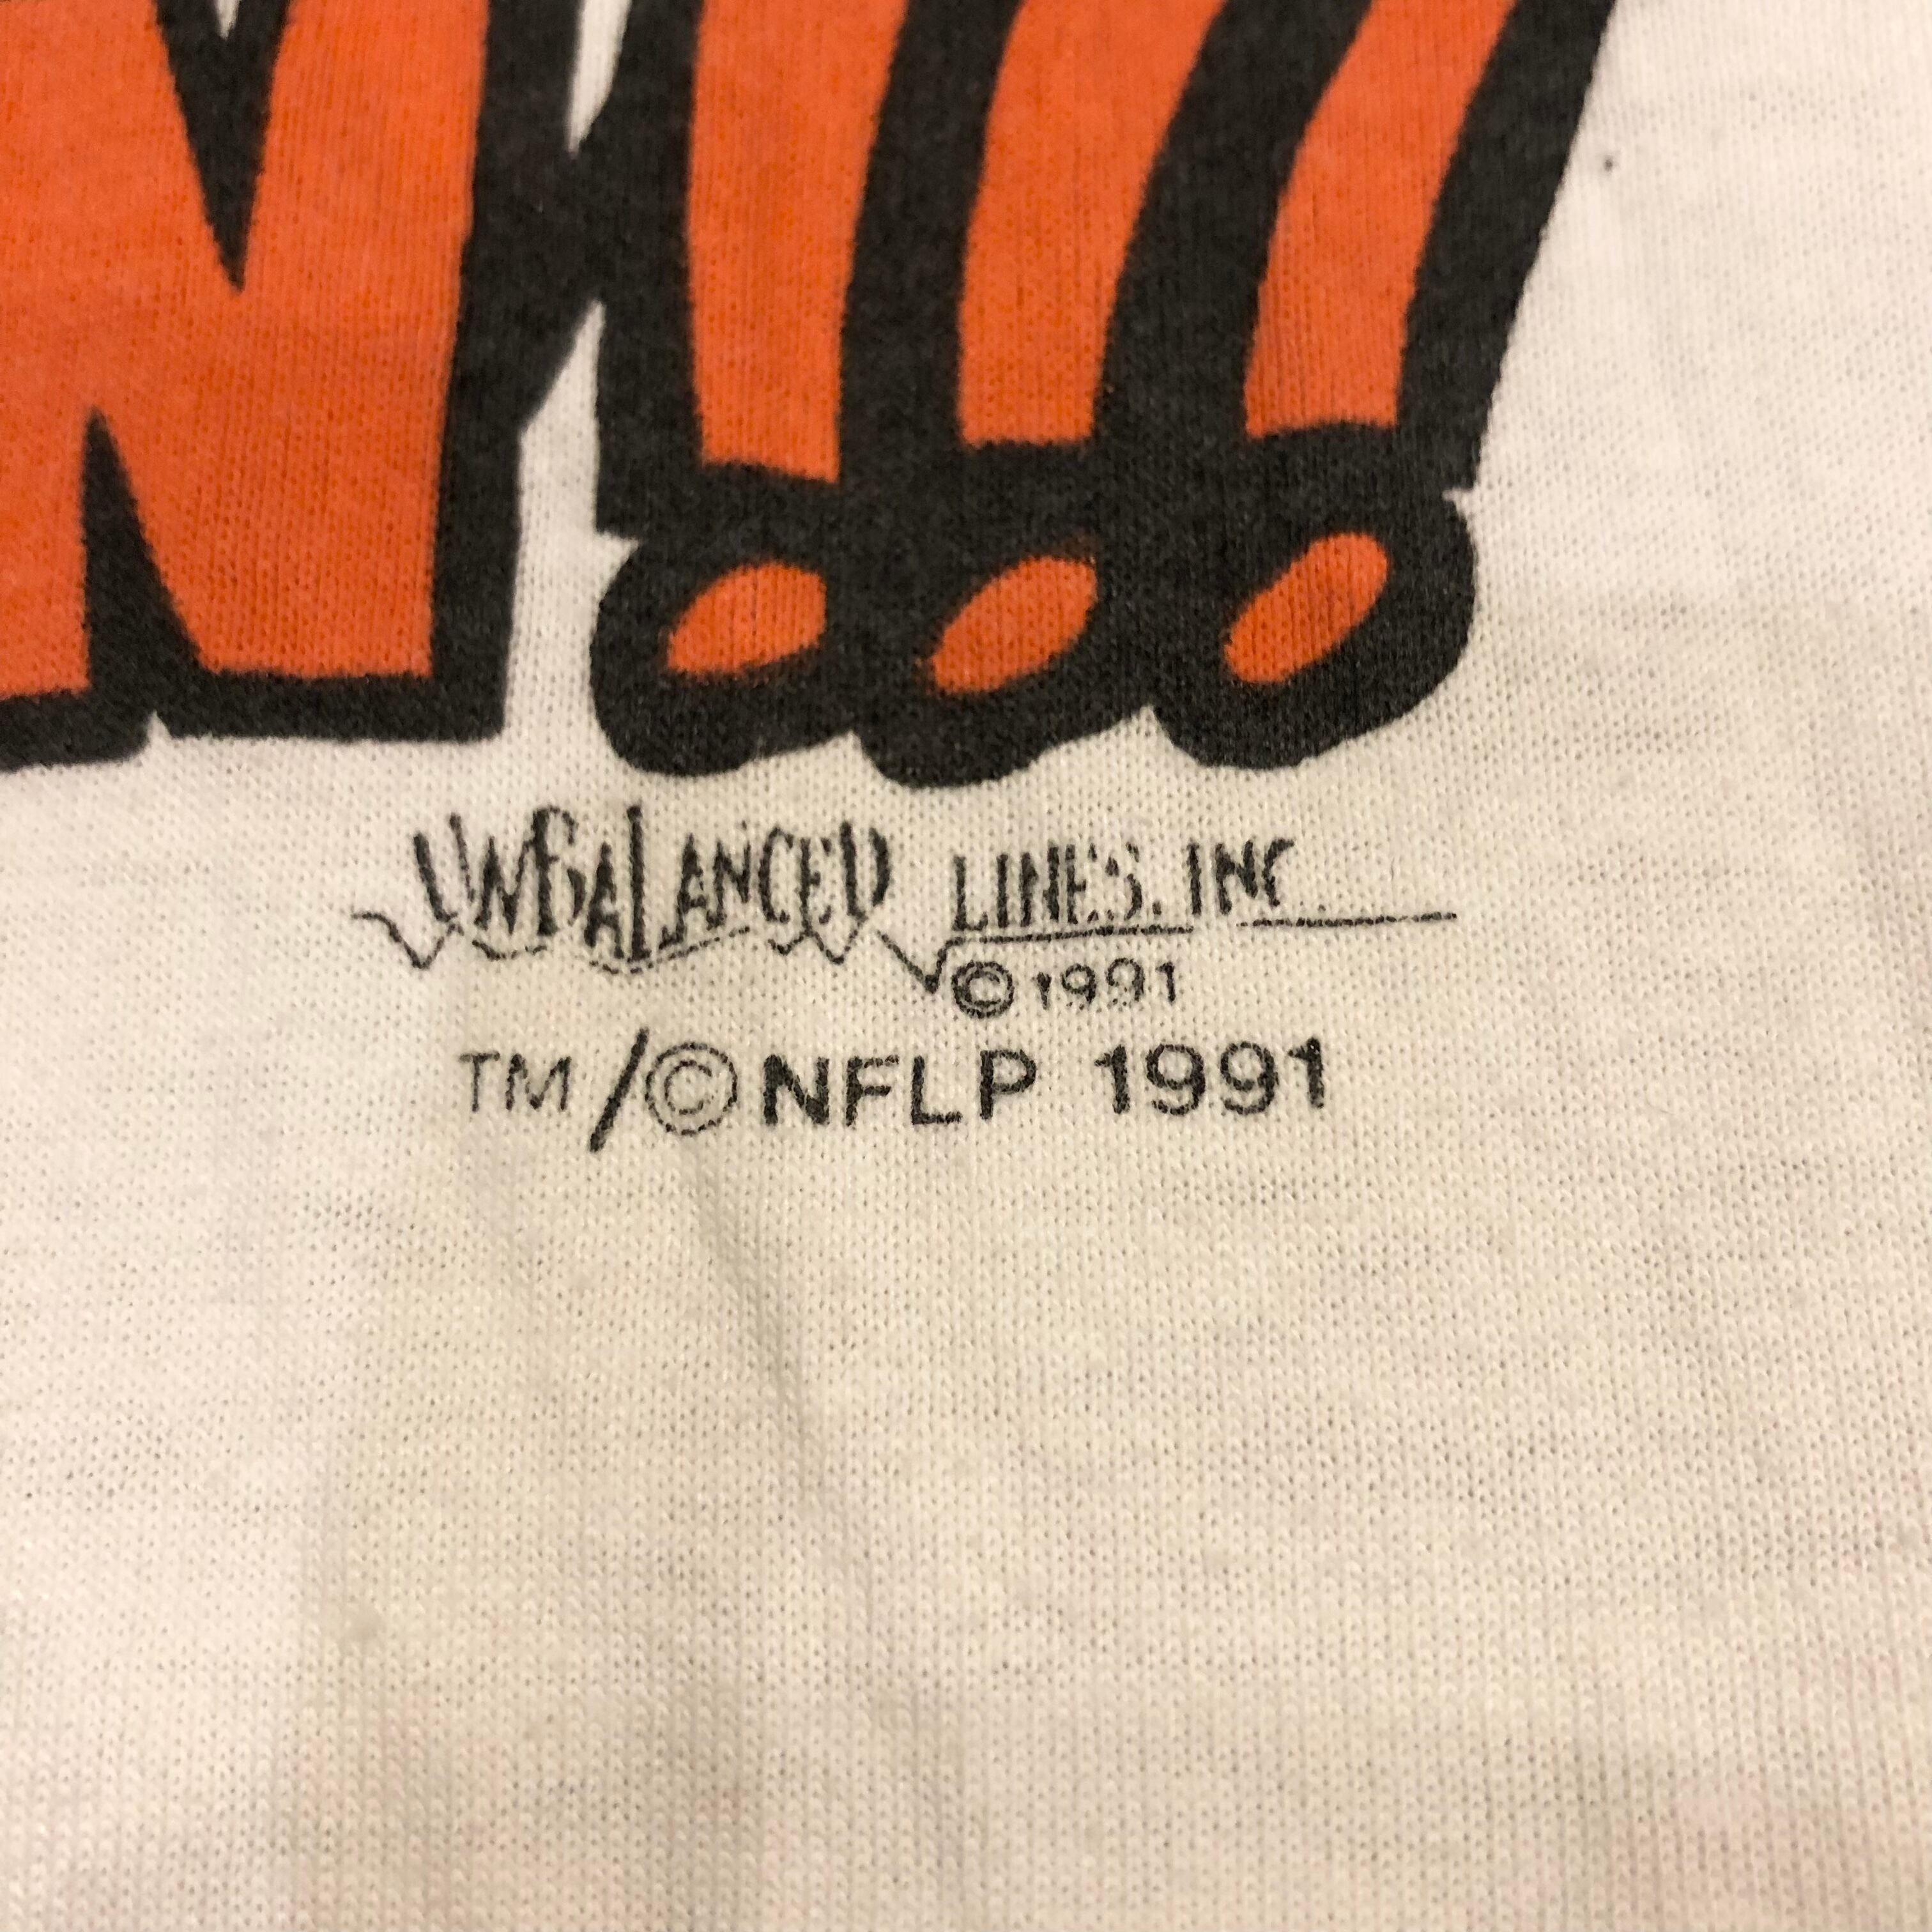 N!!!
UNBALANCED LINES, INC.
© 1991
TM/© NFLP 1991